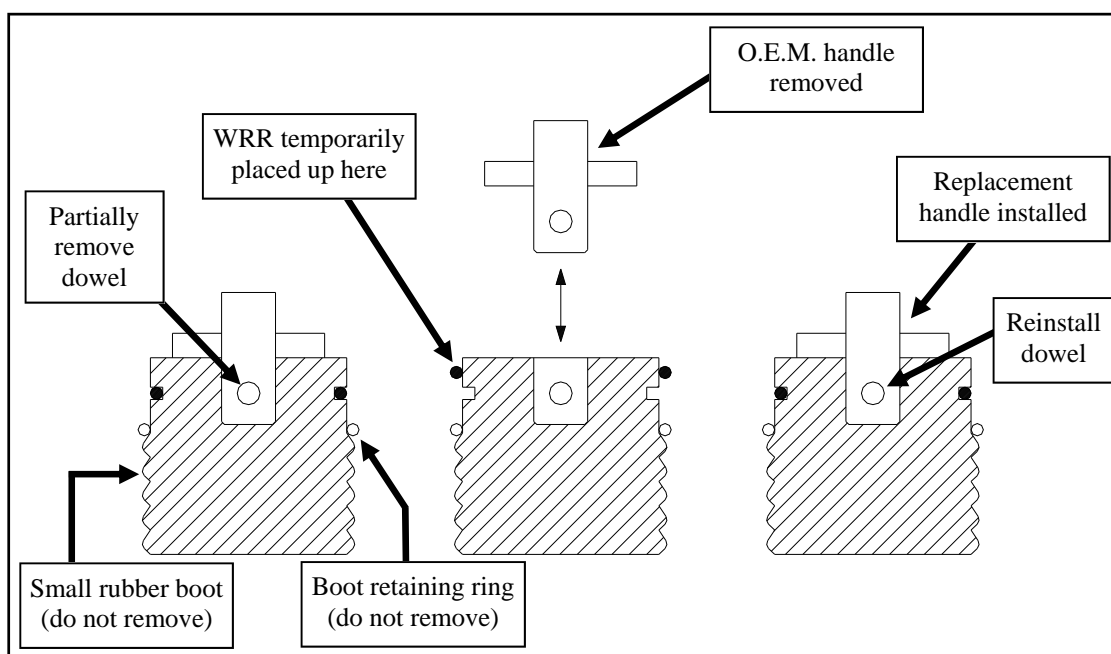 O.E.M. handle
removed
WRR temporarily
placed up here
Partially
remove
dowel
Replacement
handle installed
Reinstall
dowel
Small rubber boot
(do not remove)
Boot retaining ring
(do not remove)